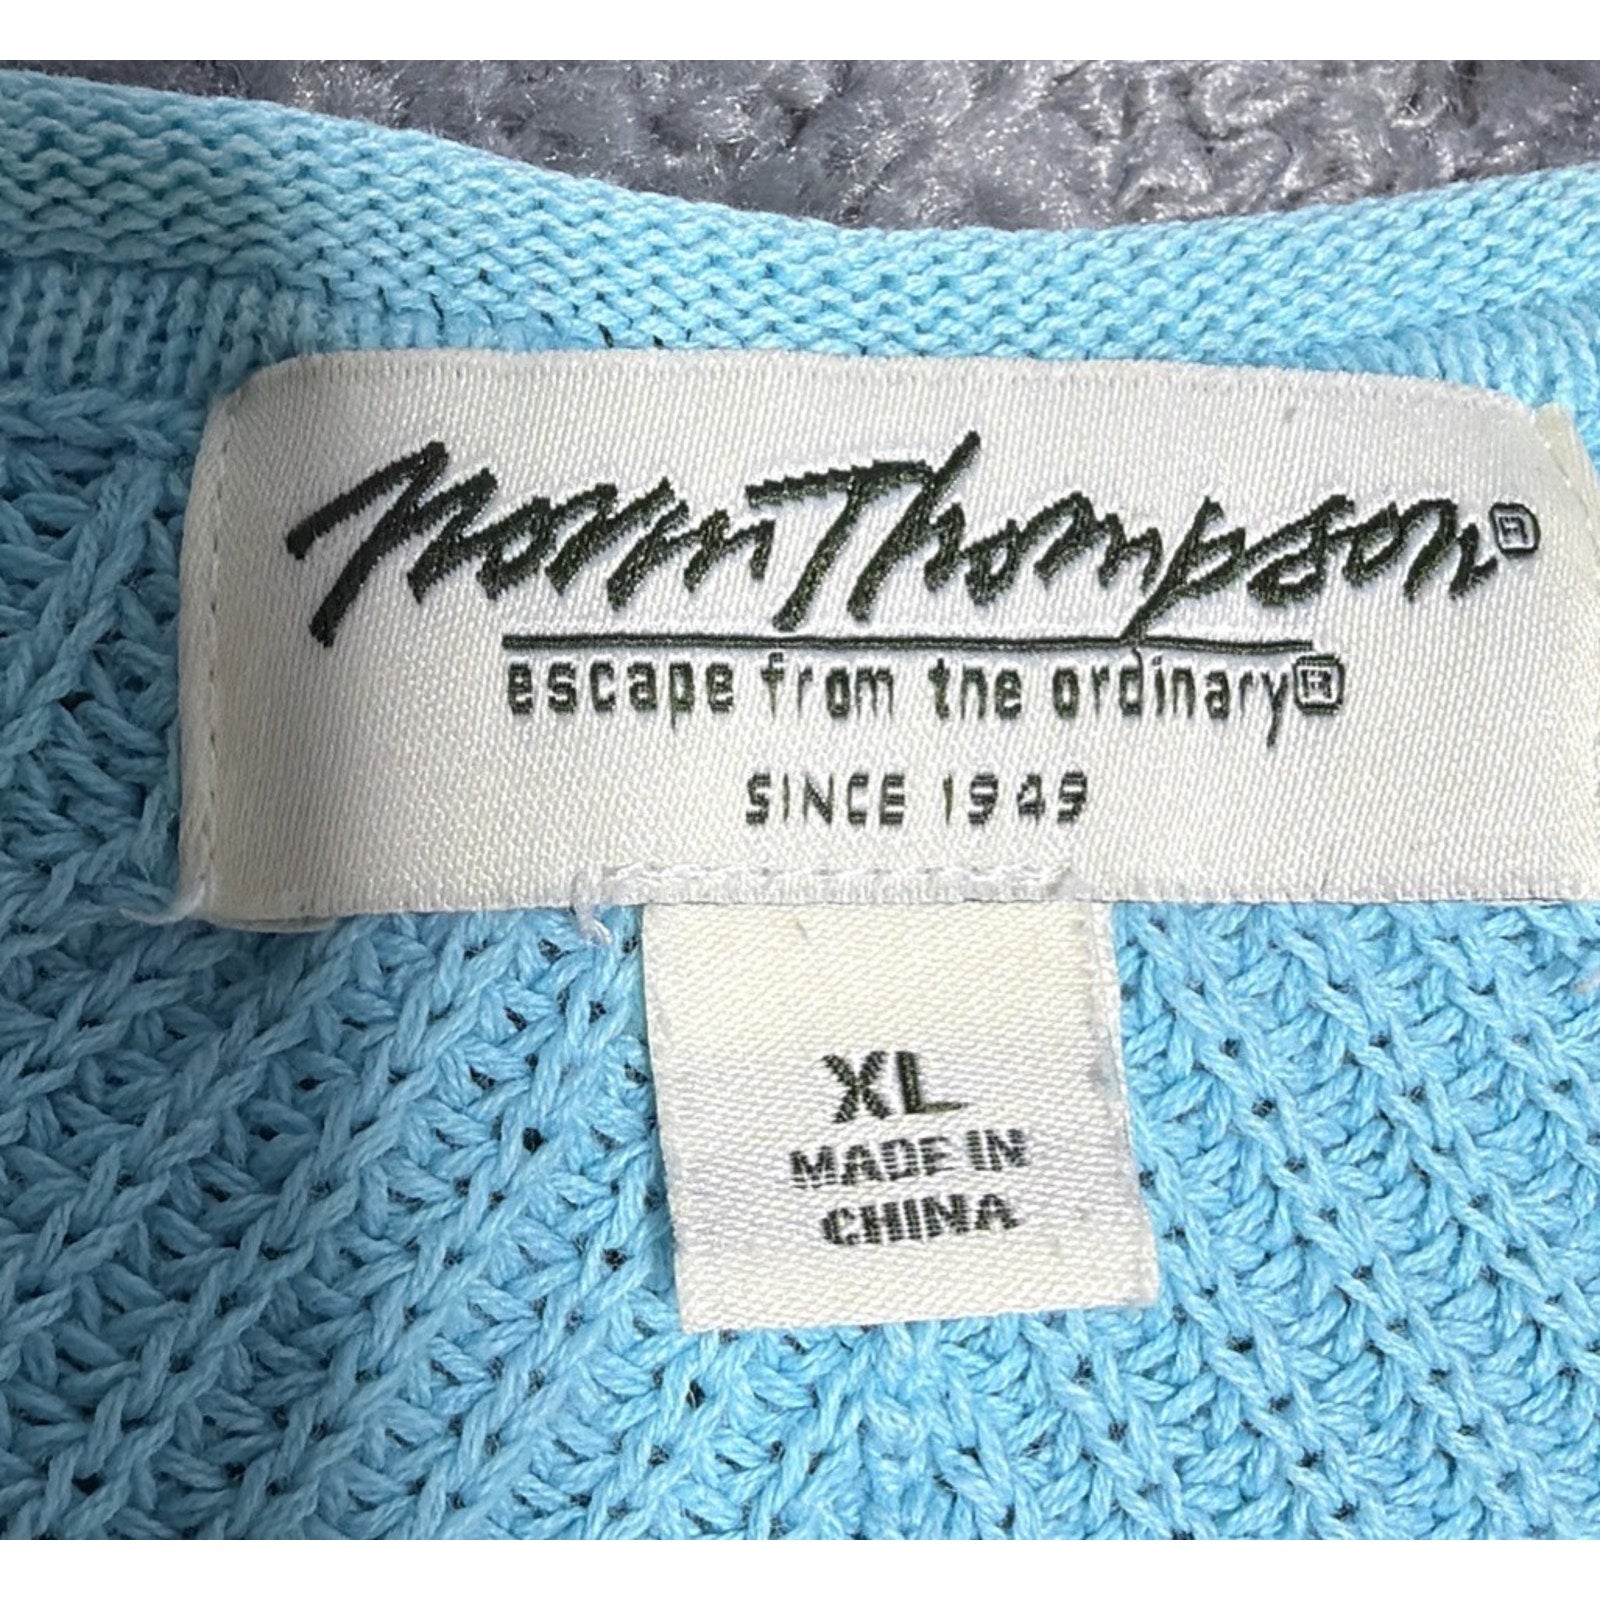 Norm Thompson®
escape from the ordinary®
SINCE 1949
XL
MADE IN
CHINA